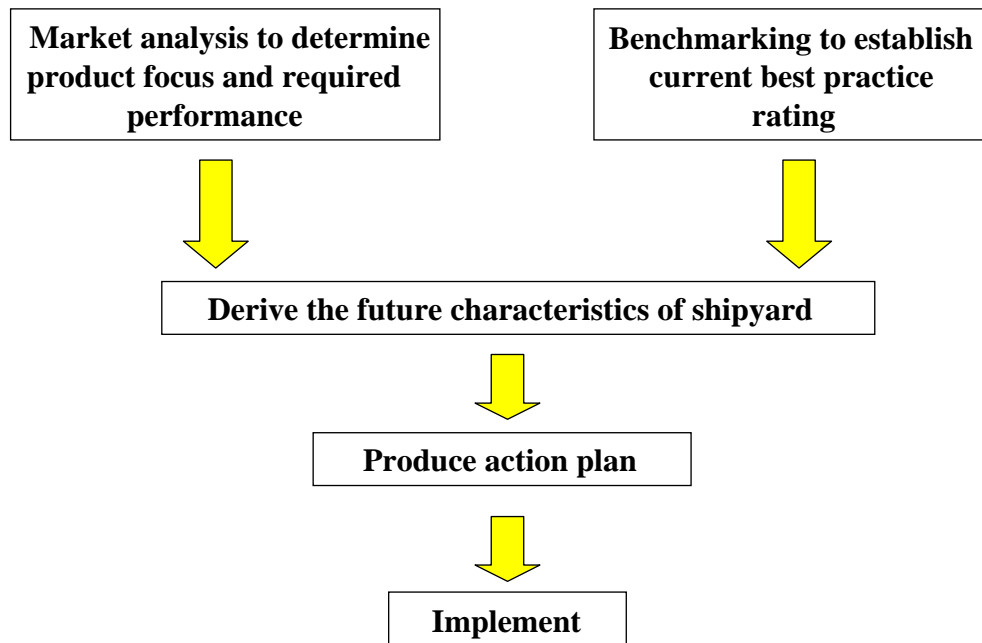 Market analysis to determine
product focus and required
performance
Benchmarking to establish
current best practice
rating
Derive the future characteristics of shipyard
Produce action plan
Implement